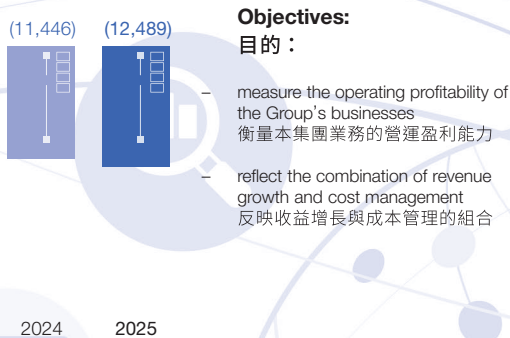 (11,446) (12,489)
Objectives:
目的：
– measure the operating profitability of
the Group's businesses
衡量本集團業務的營運盈利能力
– reflect the combination of revenue
growth and cost management
反映收益增長與成本管理的組合
2024 2025